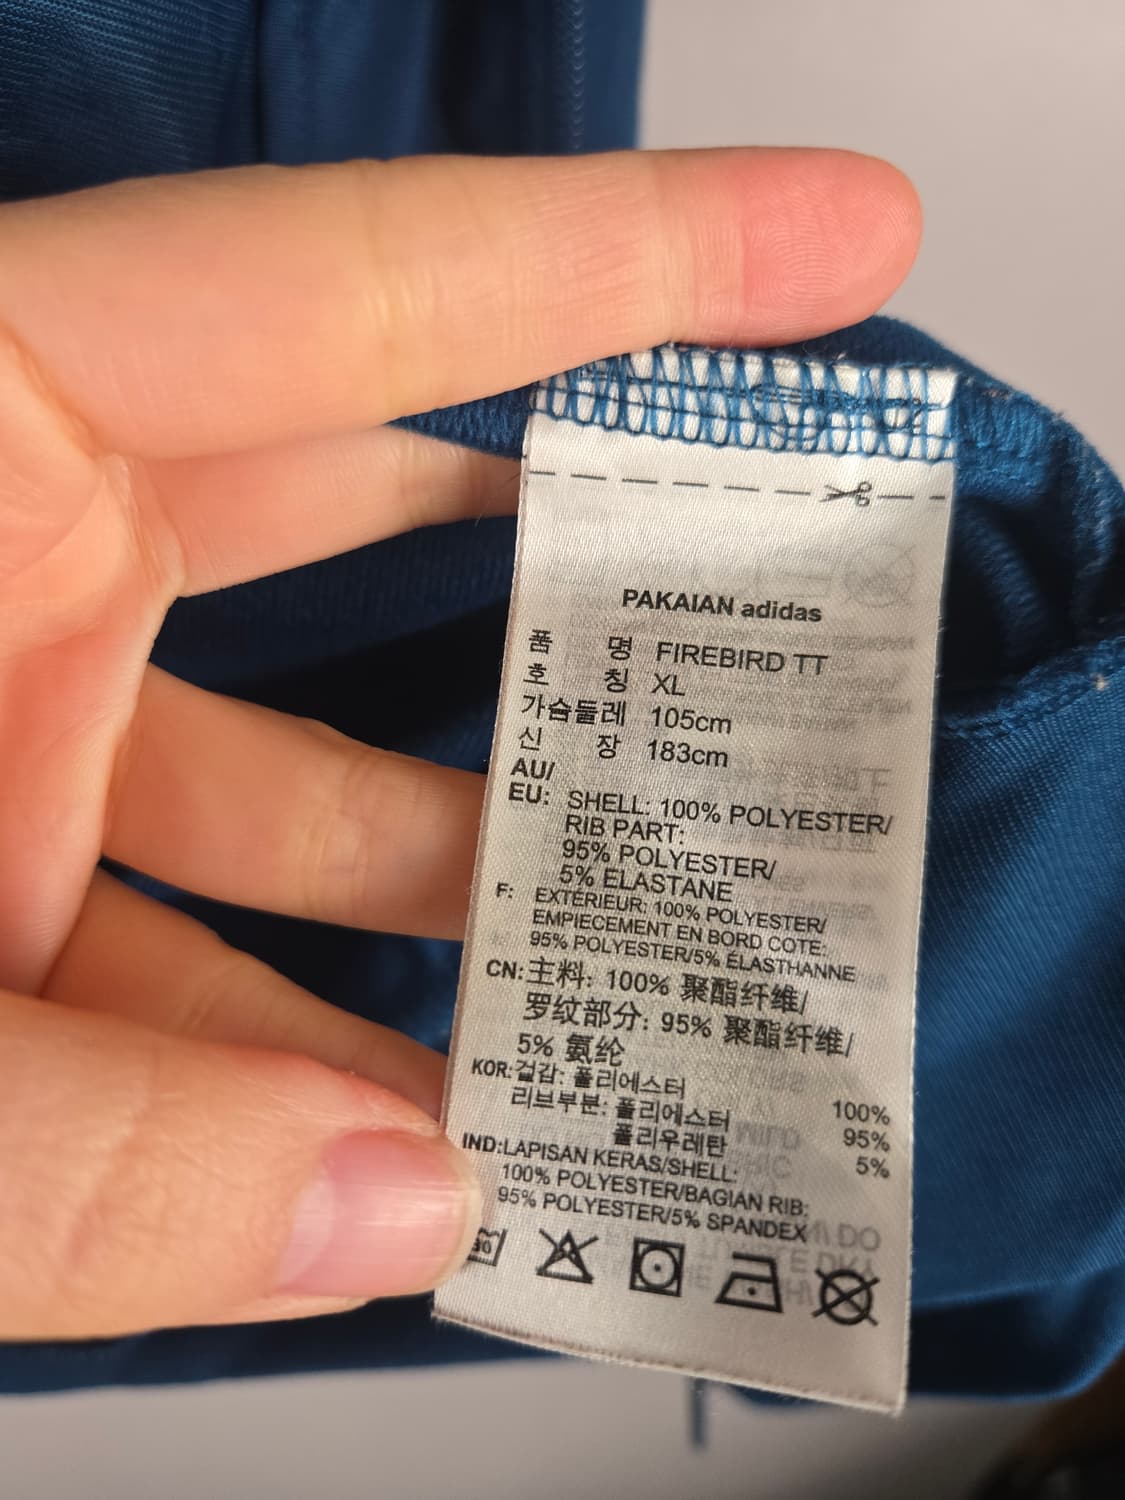 PAKAIAN adidas
품 명 FIREBIRD TT
호 칭 XL
가슴둘레 105cm
신 장 183cm
AU/
EU: SHELL: 100% POLYESTER/
RIB PART:
95% POLYESTER/
5% ELASTANE
F: EXTÉRIEUR: 100% POLYESTER/
EMPIECEMENT EN BORD COTE:
95% POLYESTER/5% ÉLASTHANNE
CN: 主料: 100% 聚酯纤维/
罗纹部分: 95% 聚酯纤维/
5% 氨纶
KOR: 겉감: 폴리에스터 100%
리브부분: 폴리에스터 95%
폴리우레탄 5%
IND: LAPISAN KERAS/SHELL:
100% POLYESTER/BAGIAN RIB:
95% POLYESTER/5% SPANDEX